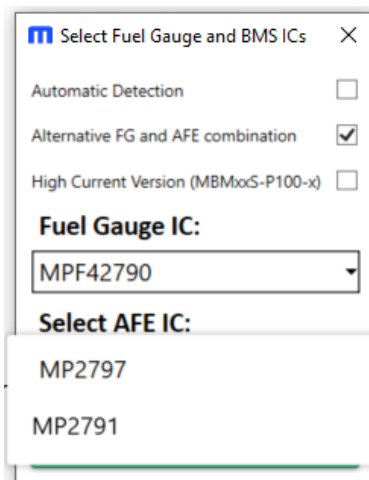 Select Fuel Gauge and BMS ICs
Automatic Detection
Alternative FG and AFE combination
High Current Version (MBMxxS-P100-x)
Fuel Gauge IC:
MPF42790
Select AFE IC:
MP2797
MP2791